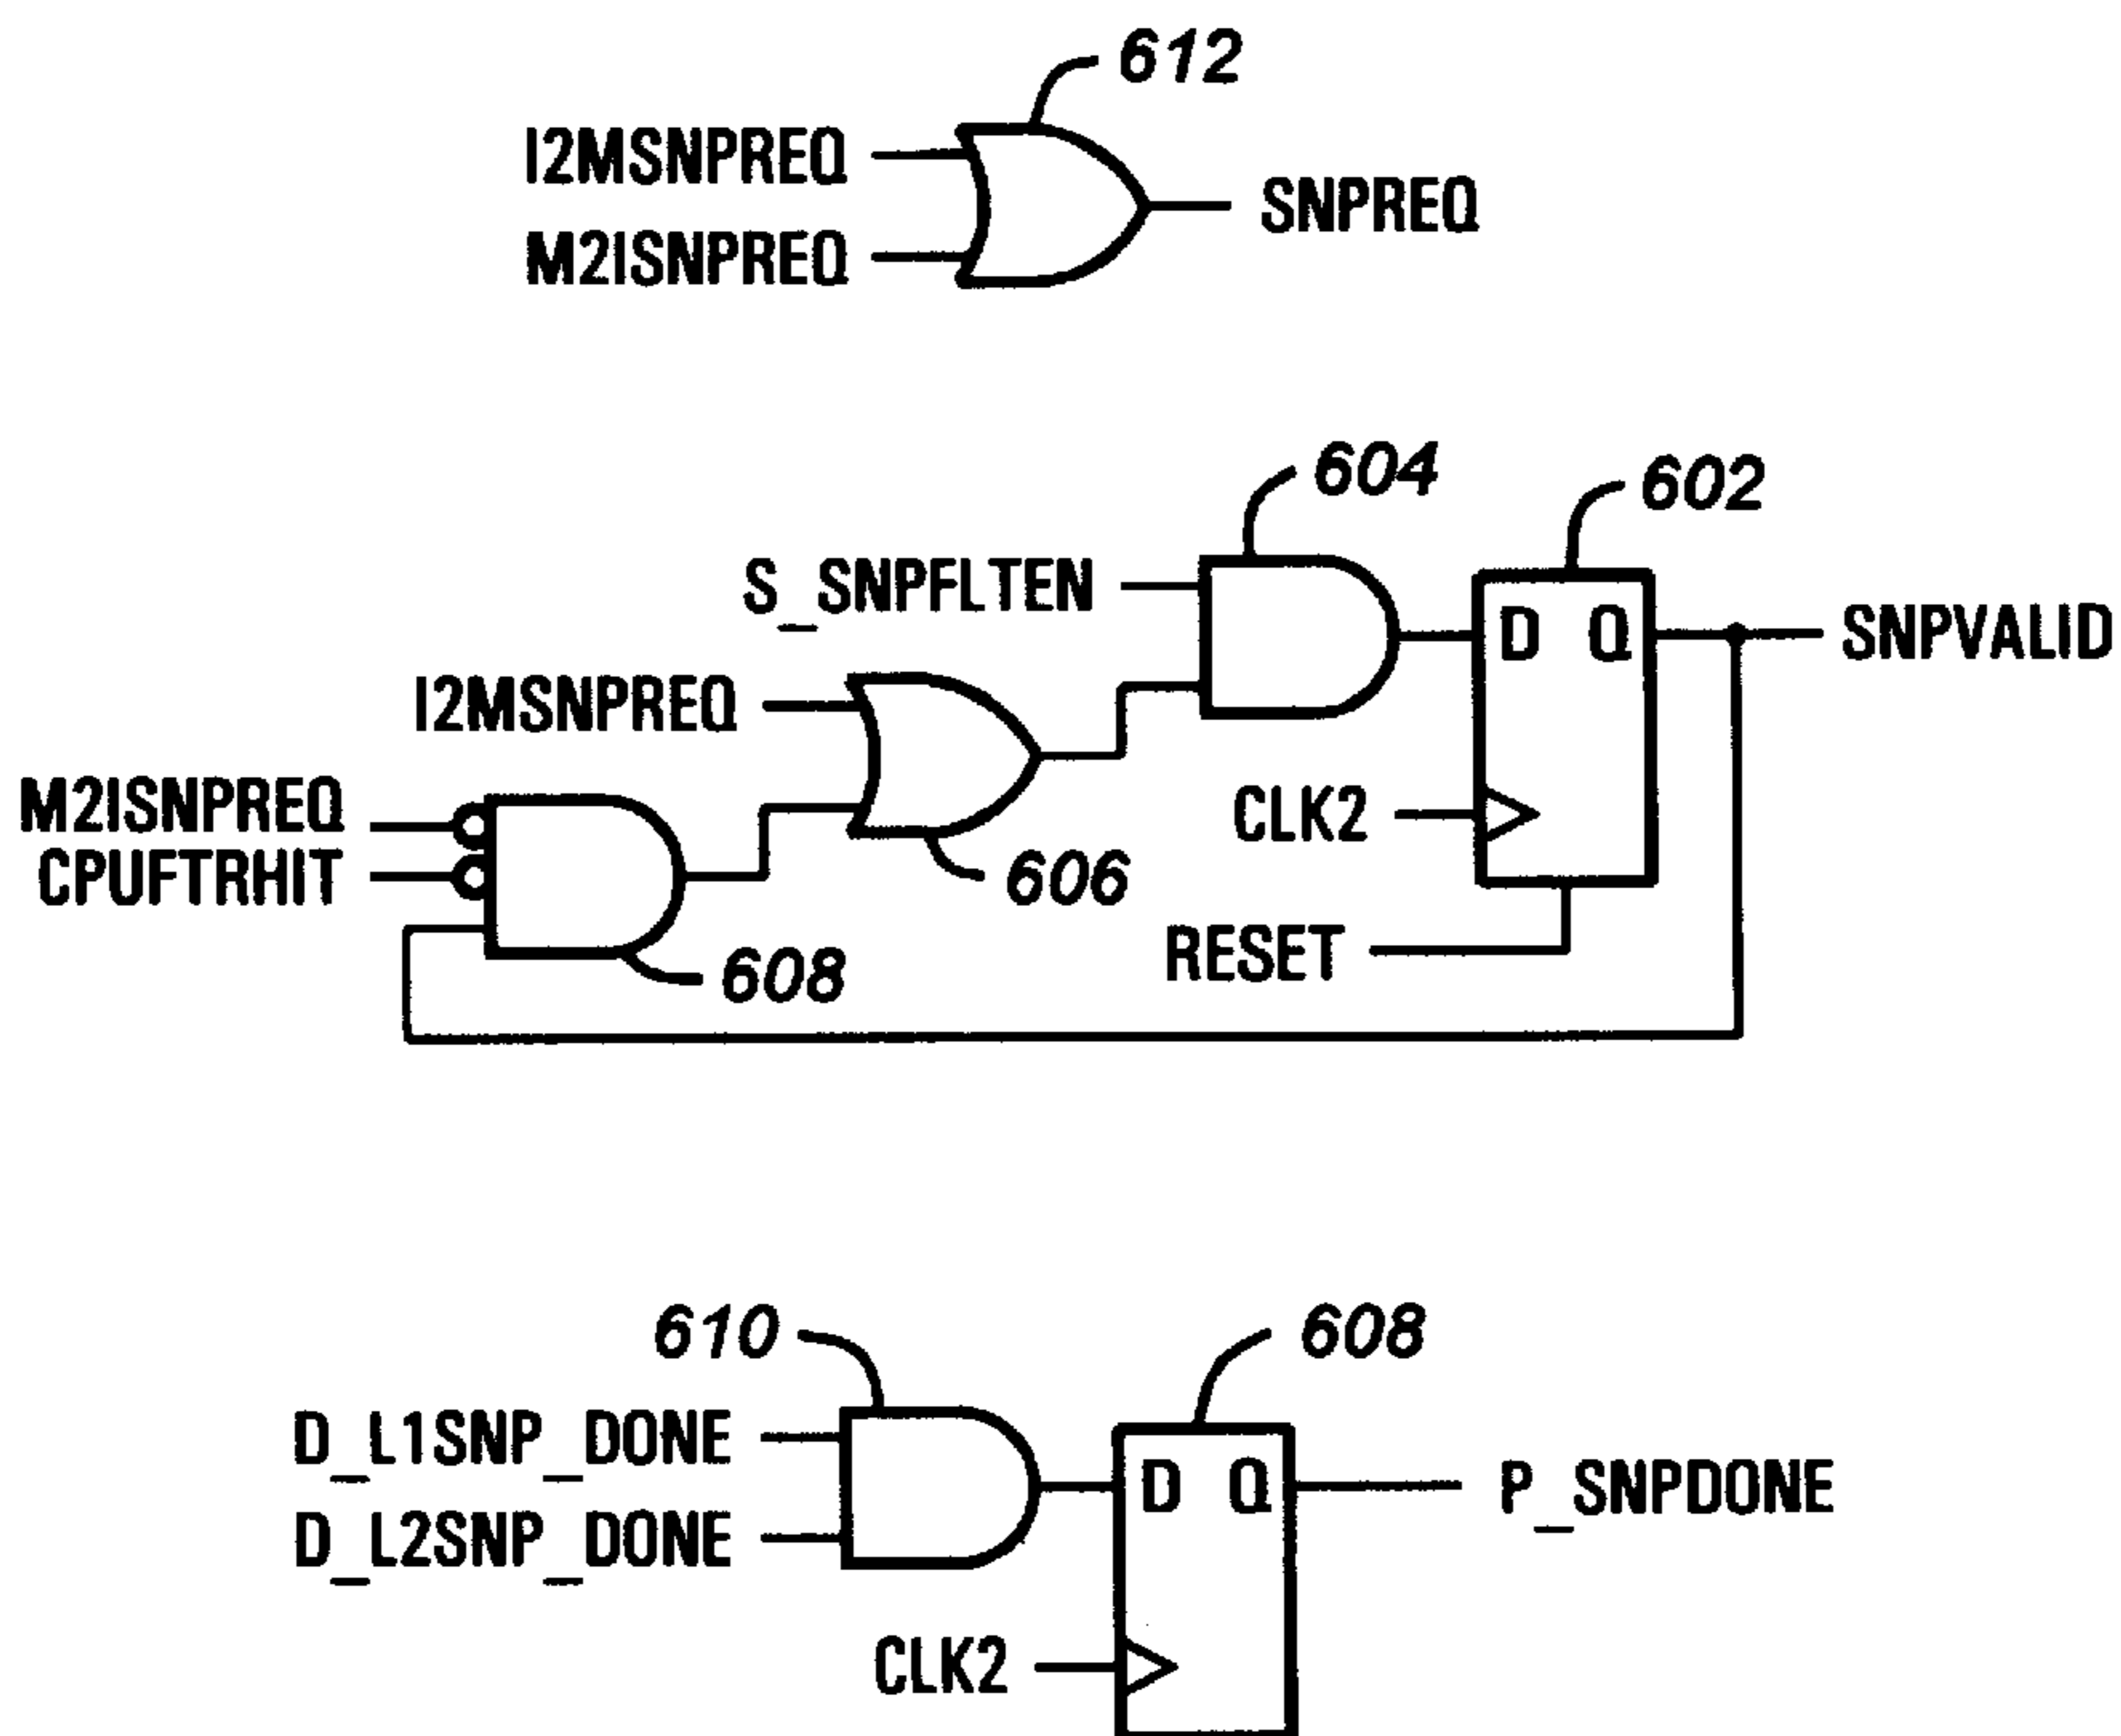 612
I2MSNPREQ
SNPREQ
M2ISNPREQ
604
602
S_SNPFLTEN
D Q
SNPVALID
I2MSNPREQ
M2ISNPREQ
CLK2
CPUFTRHIT
606
RESET
608
610
608
D_L1SNP_DONE
D Q
P_SNPDONE
D_L2SNP_DONE
CLK2